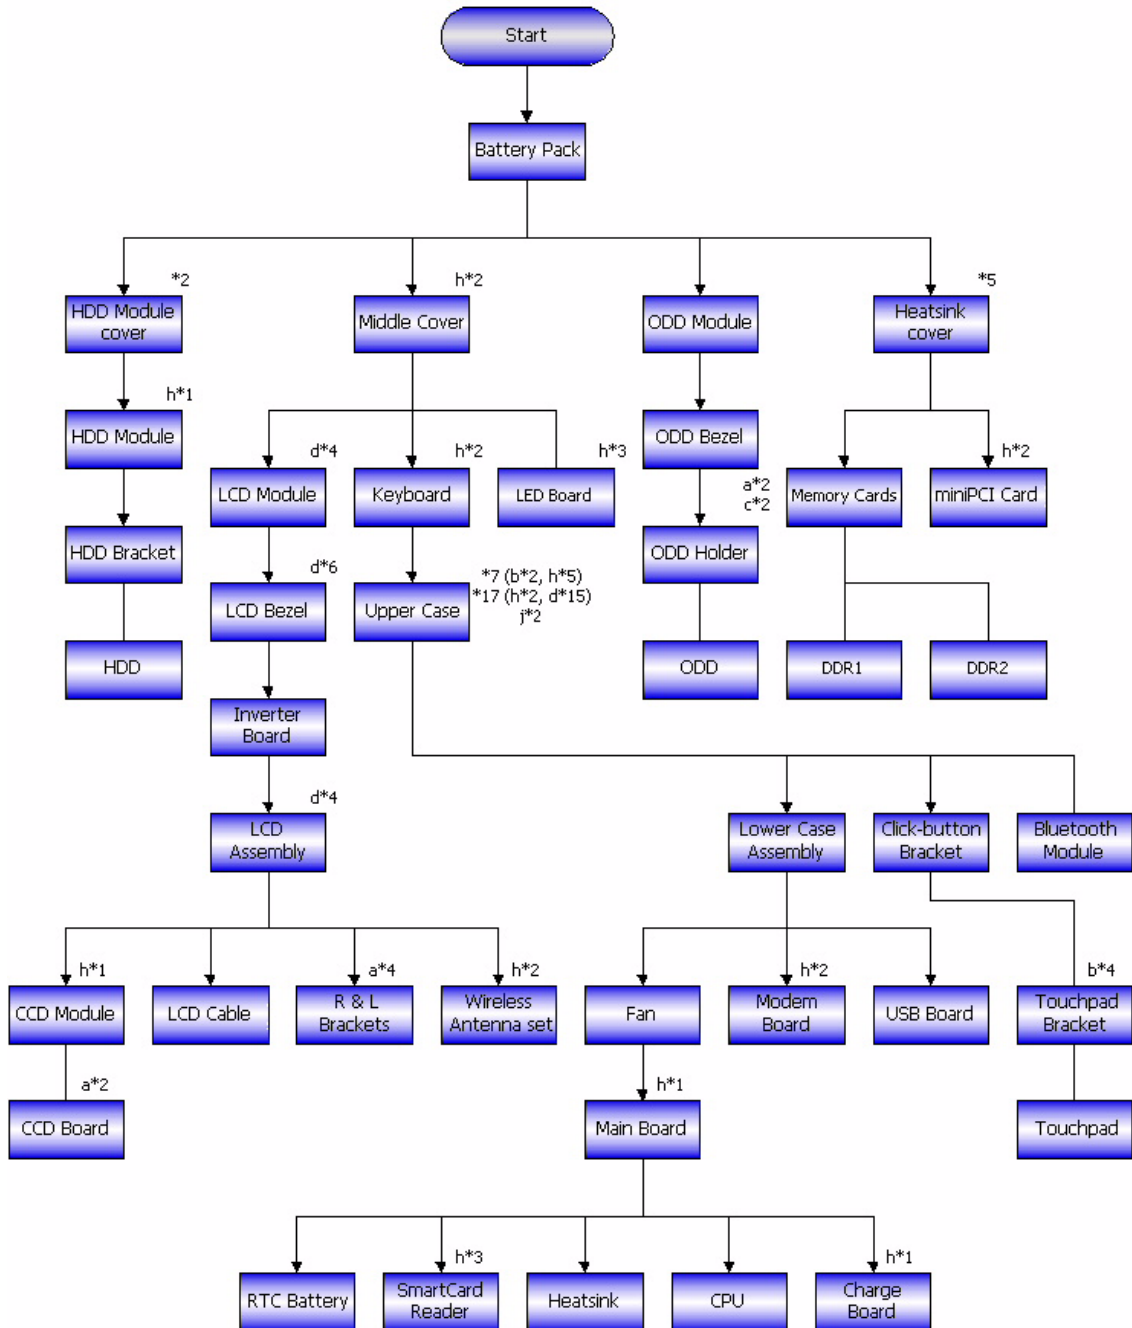 Start
Battery Pack
*2
h*2
*5
HDD Module
cover
Middle Cover
ODD Module
Heatsink
cover
h*1
HDD Module
d*4
h*2
h*3
ODD Bezel
h*2
LCD Module
Keyboard
LED Board
a*2
c*2
Memory Cards
miniPCI Card
HDD Bracket
ODD Holder
d*6
*7 (b*2, h*5)
*17 (h*2, d*15)
j*2
LCD Bezel
Upper Case
HDD
ODD
DDR1
DDR2
Inverter
Board
d*4
LCD
Assembly
Lower Case
Assembly
Click-button
Bracket
Bluetooth
Module
h*1
a*4
h*2
h*2
b*4
CCD Module
LCD Cable
R & L
Brackets
Wireless
Antenna set
Fan
Modem
Board
USB Board
Touchpad
Bracket
a*2
h*1
CCD Board
Main Board
Touchpad
h*3
h*1
RTC Battery
SmartCard
Reader
Heatsink
CPU
Charge
Board